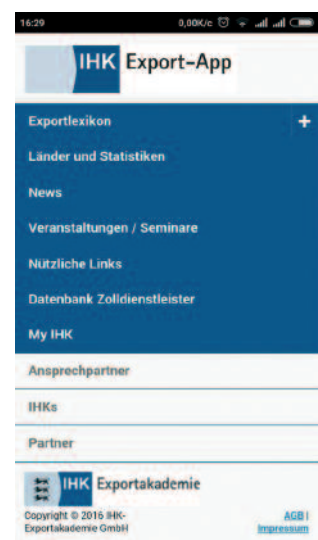 16:29 0,00K/c
IHK Export-App
Exportlexikon +
Länder und Statistiken
News
Veranstaltungen / Seminare
Nützliche Links
Datenbank Zolldienstleister
My IHK
Ansprechpartner
IHKs
Partner
IHK Exportakademie
Copyright © 2016 IHK- AGB |
Exportakademie GmbH Impressum